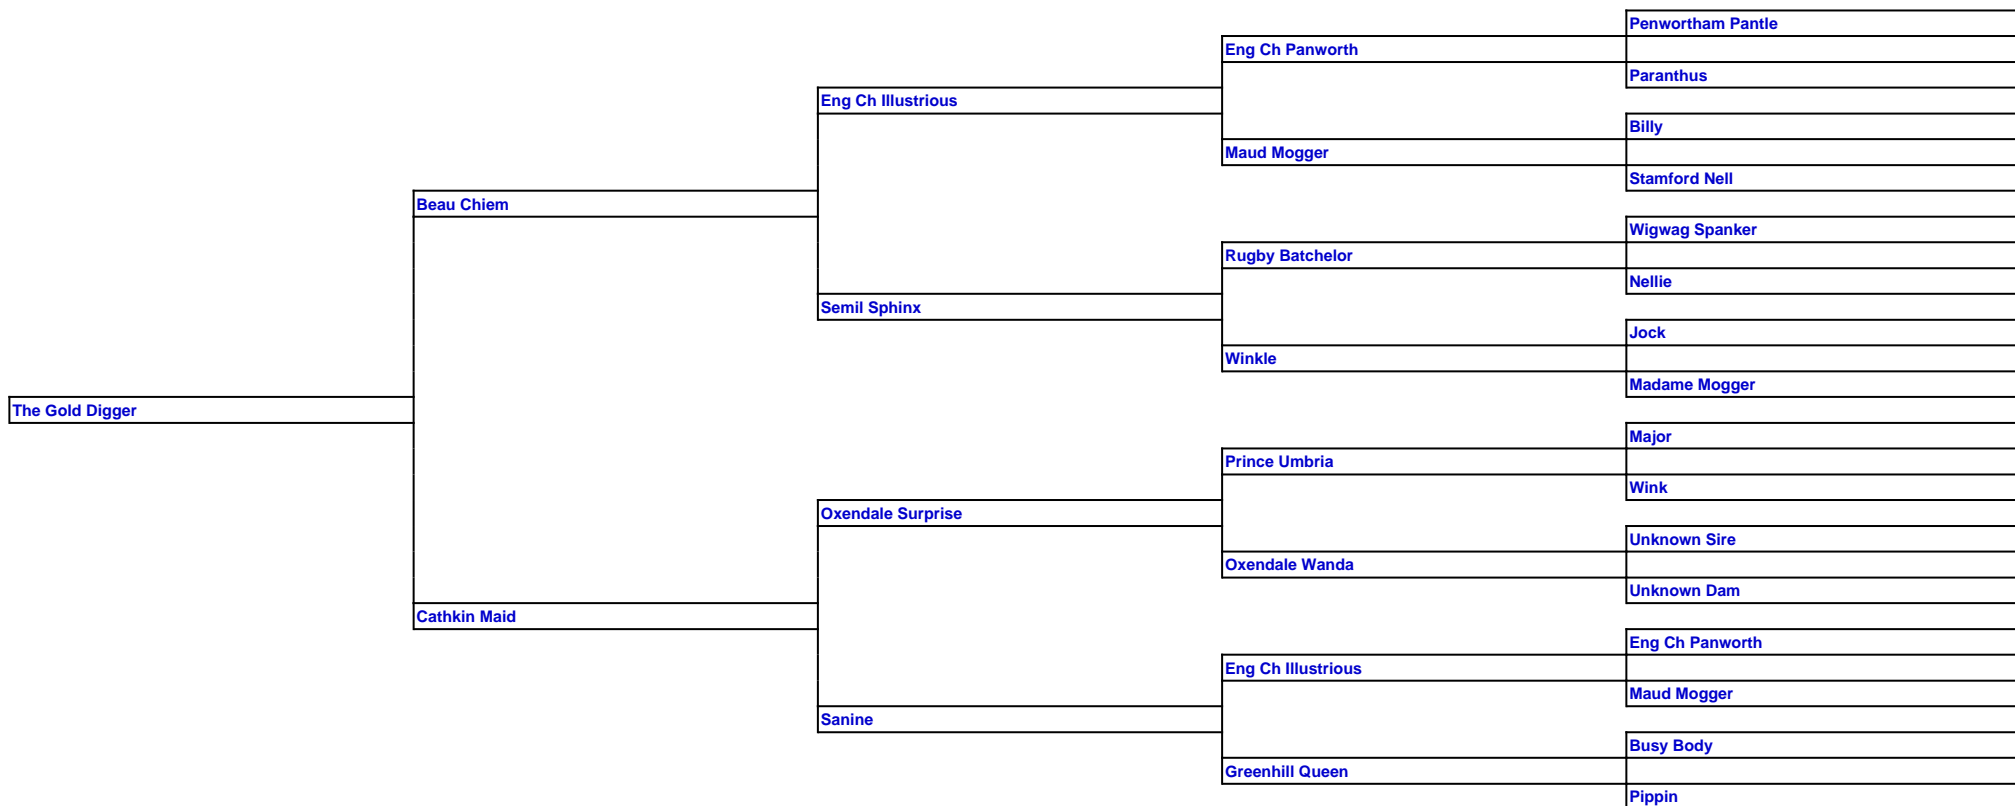 Penwortham Pantle
Eng Ch Panworth
Paranthus
Eng Ch Illustrious
Billy
Maud Mogger
Stamford Nell
Beau Chiem
Wigwag Spanker
Rugby Batchelor
Nellie
Semil Sphinx
Jock
Winkle
Madame Mogger
The Gold Digger
Major
Prince Umbria
Wink
Oxendale Surprise
Unknown Sire
Oxendale Wanda
Unknown Dam
Cathkin Maid
Eng Ch Panworth
Eng Ch Illustrious
Maud Mogger
Sanine
Busy Body
Greenhill Queen
Pippin